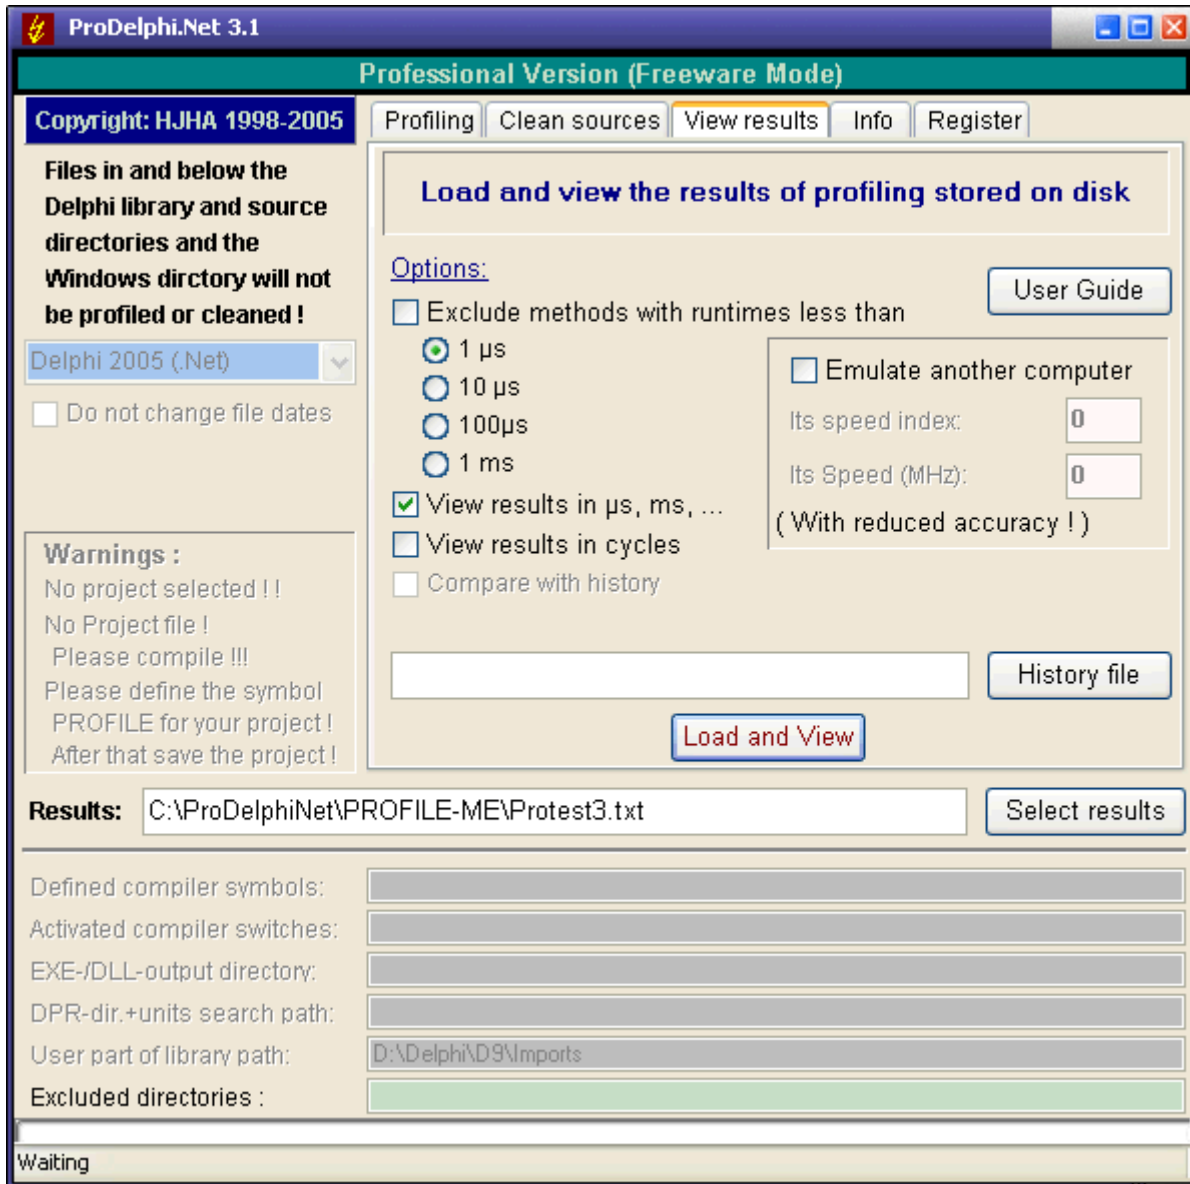 ProDelphi.Net 3.1
Professional Version (Freeware Mode)
Copyright: HJHA 1998-2005
Files in and below the
Delphi library and source
directories and the
Windows dirctory will not
be profiled or cleaned !
Delphi 2005 (.Net)
Do not change file dates
Warnings :
No project selected ! !
No Project file !
Please compile !!!
Please define the symbol
PROFILE for your project !
After that save the project !
Profiling Clean sources View results Info Register
Load and view the results of profiling stored on disk
Options:
User Guide
Exclude methods with runtimes less than
1 µs
10 µs
100µs
1 ms
View results in µs, ms, ...
View results in cycles
Compare with history
Emulate another computer
Its speed index: 0
Its Speed (MHz): 0
( With reduced accuracy ! )
History file
Load and View
Results: C:\ProDelphiNet\PROFILE-ME\Protest3.txt Select results
Defined compiler symbols:
Activated compiler switches:
EXE-/DLL-output directory:
DPR-dir.+units search path:
User part of library path: D:\Delphi\D9\Imports
Excluded directories :
Waiting